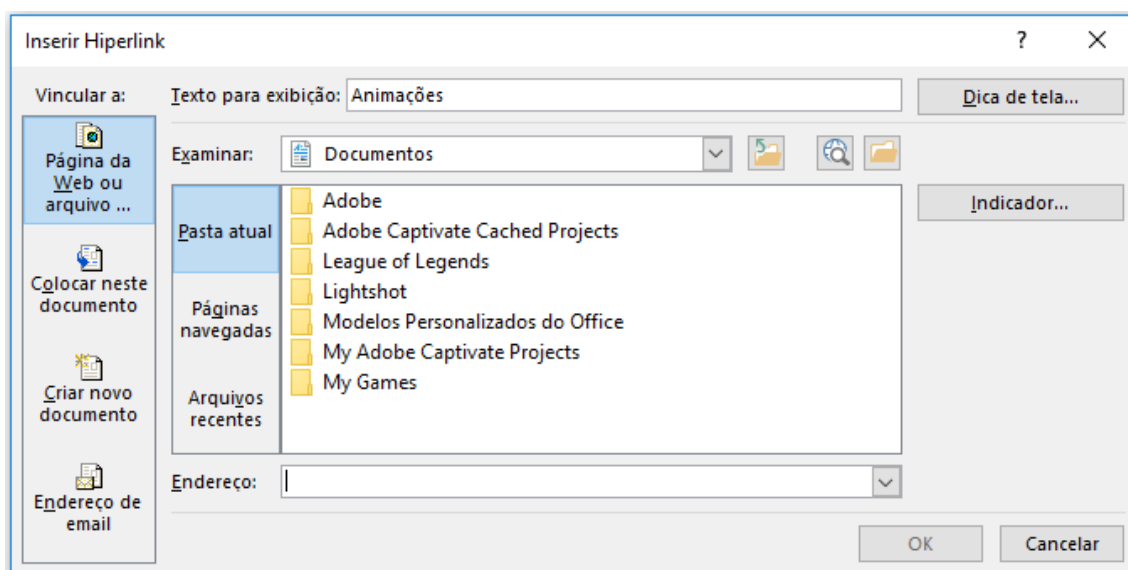 Inserir Hiperlink
?
Vincular a:
Texto para exibição: Animações
Dica de tela...
Página da
Web ou
arquivo ...
Colocar neste
documento
Criar novo
documento
Endereço de
email
Examinar: Documentos
Pasta atual
Páginas
navegadas
Arquivos
recentes
Adobe
Adobe Captivate Cached Projects
League of Legends
Lightshot
Modelos Personalizados do Office
My Adobe Captivate Projects
My Games
Indicador...
Endereço:
OK
Cancelar